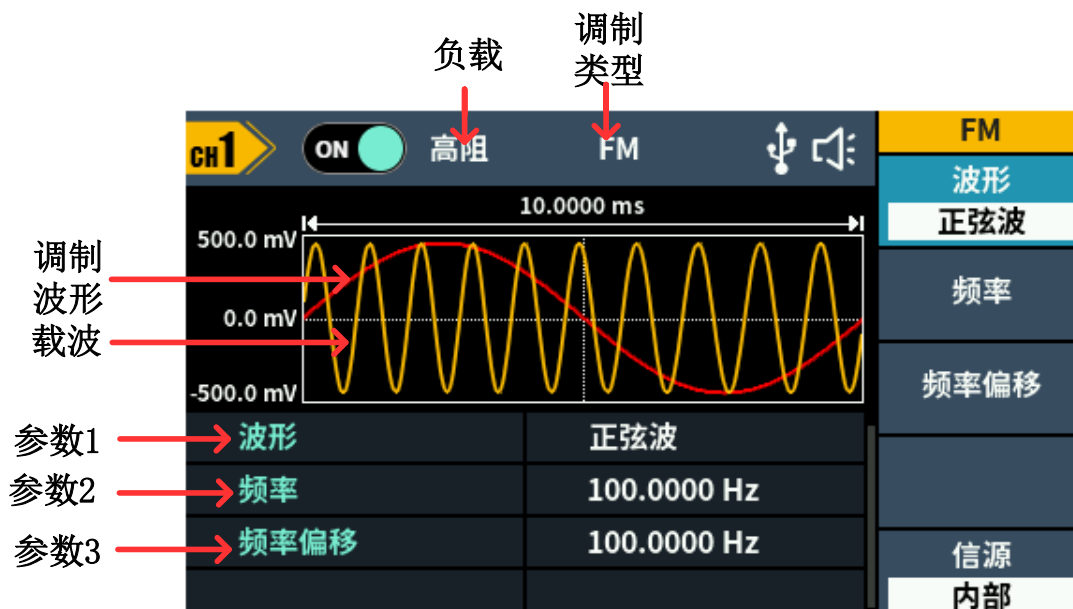 负载
调制
类型
CH1
ON
高阻
FM
FM
波形
正弦波
频率
频率偏移
信源
内部
10.0000 ms
500.0 mV
0.0 mV
-500.0 mV
调制
波形
载波
参数1
波形
正弦波
参数2
频率
100.0000 Hz
参数3
频率偏移
100.0000 Hz